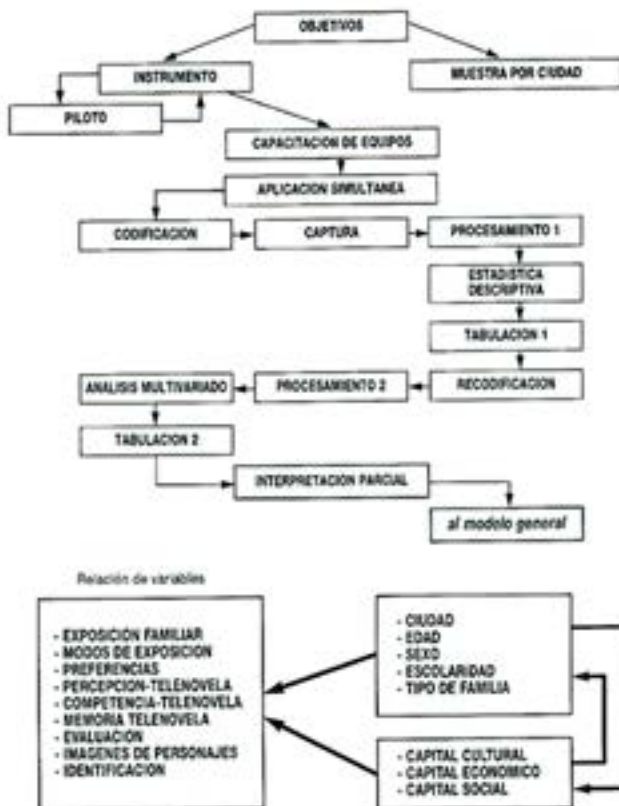 OBJETIVOS
INSTRUMENTO
MUESTRA POR CIUDAD
PILOTO
CAPACITACION DE EQUIPOS
APLICACION SIMULTANEA
CODIFICACION
CAPTURA
PROCESAMIENTO 1
ESTADISTICA
DESCRIPTIVA
TABULACION 1
ANALISIS MULTIVARIADO
PROCESAMIENTO 2
RECODIFICACION
TABULACION 2
INTERPRETACION PARCIAL
al modelo general
Relación de variables
- EXPOSICION FAMILIAR
- MODOS DE EXPOSICION
- PREFERENCIAS
- PERCEPCION-TELENOVELA
- COMPETENCIA-TELENOVELA
- MEMORIA TELENOVELA
- EVALUACION
- IMAGENES DE PERSONAJES
- IDENTIFICACION
- CIUDAD
- EDAD
- SEXO
- ESCOLARIDAD
- TIPO DE FAMILIA
- CAPITAL CULTURAL
- CAPITAL ECONOMICO
- CAPITAL SOCIAL